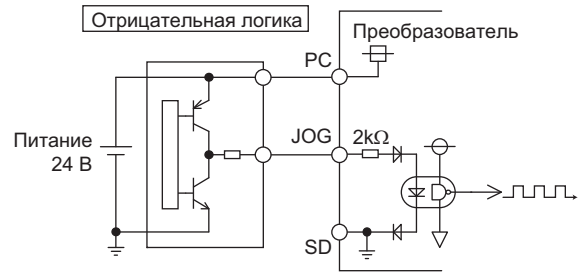 Отрицательная логика
Преобразователь
PC
Питание
24 В
JOG
2kΩ
SD